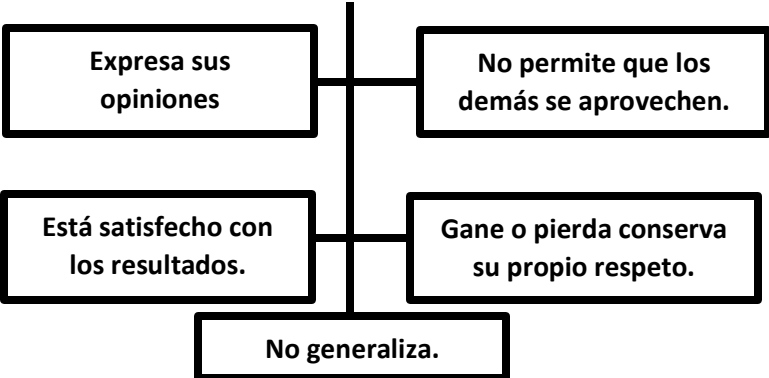 Expresa sus
opiniones
No permite que los
demás se aprovechen.
Está satisfecho con
los resultados.
Gane o pierda conserva
su propio respeto.
No generaliza.